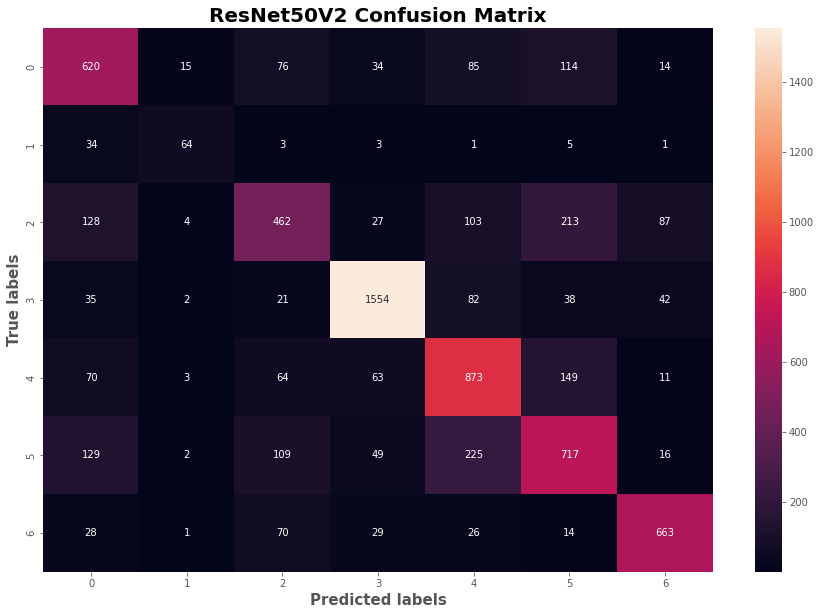 ResNet50V2 Confusion Matrix
0 620 15 76 34 85 114 14
1 34 64 3 3 1 5 1
2 128 4 462 27 103 213 87
3 35 2 21 1554 82 38 42
4 70 3 64 63 873 149 11
5 129 2 109 49 225 717 16
6 28 1 70 29 26 14 663
0 1 2 3 4 5 6
True labels
Predicted labels
1400
1200
1000
800
600
400
200